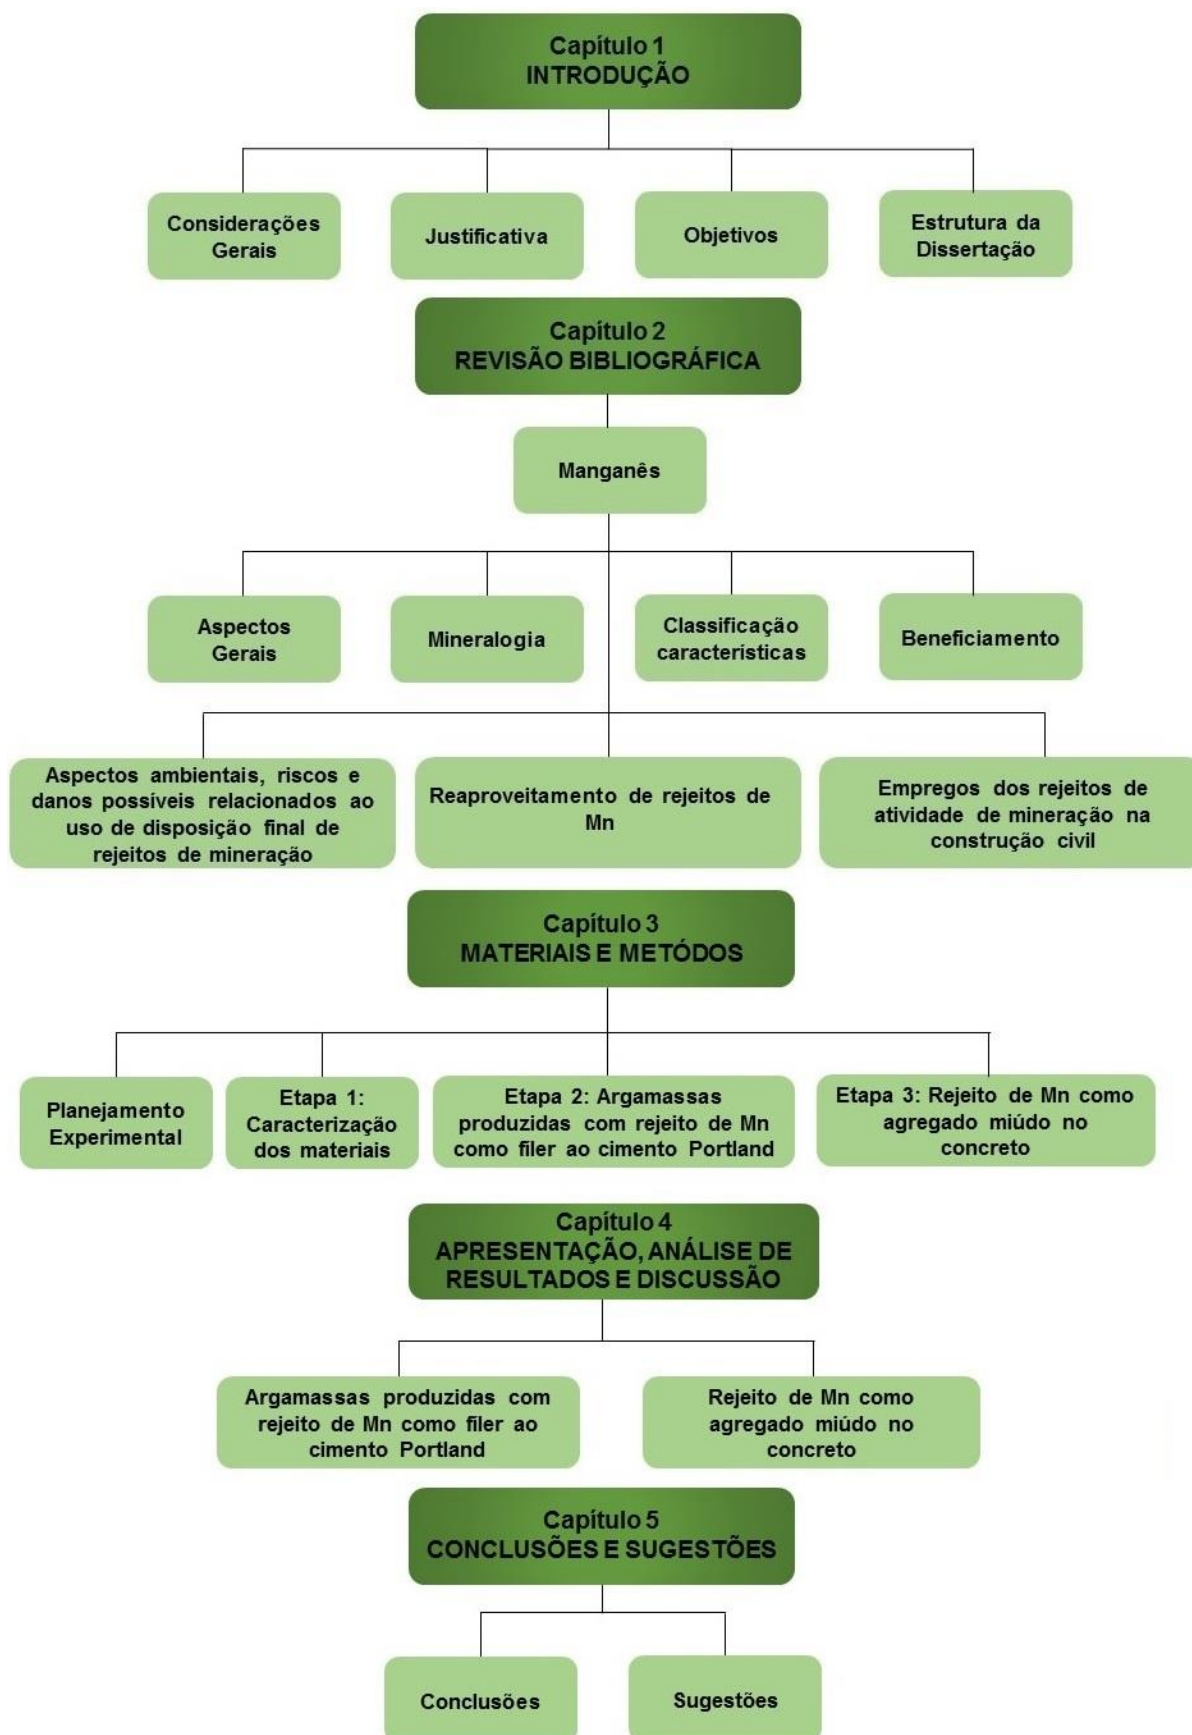 Capítulo 1
INTRODUÇÃO
Considerações
Gerais
Justificativa
Objetivos
Estrutura da
Dissertação
Capítulo 2
REVISÃO BIBLIOGRÁFICA
Manganês
Aspectos
Gerais
Mineralogia
Classificação
características
Beneficiamento
Aspectos ambientais, riscos e
danos possíveis relacionados ao
uso de disposição final de
rejeitos de mineração
Reaproveitamento de rejeitos de
Mn
Empregos dos rejeitos de
atividade de mineração na
construção civil
Capítulo 3
MATERIAIS E METÓDOS
Planejamento
Experimental
Etapa 1:
Caracterização
dos materiais
Etapa 2: Argamassas
produzidas com rejeito de Mn
como filer ao cimento Portland
Etapa 3: Rejeito de Mn como
agregado miúdo no
concreto
Capítulo 4
APRESENTAÇÃO, ANÁLISE DE
RESULTADOS E DISCUSSÃO
Argamassas produzidas com
rejeito de Mn como filer ao
cimento Portland
Rejeito de Mn como
agregado miúdo no
concreto
Capítulo 5
CONCLUSÕES E SUGESTÕES
Conclusões
Sugestões